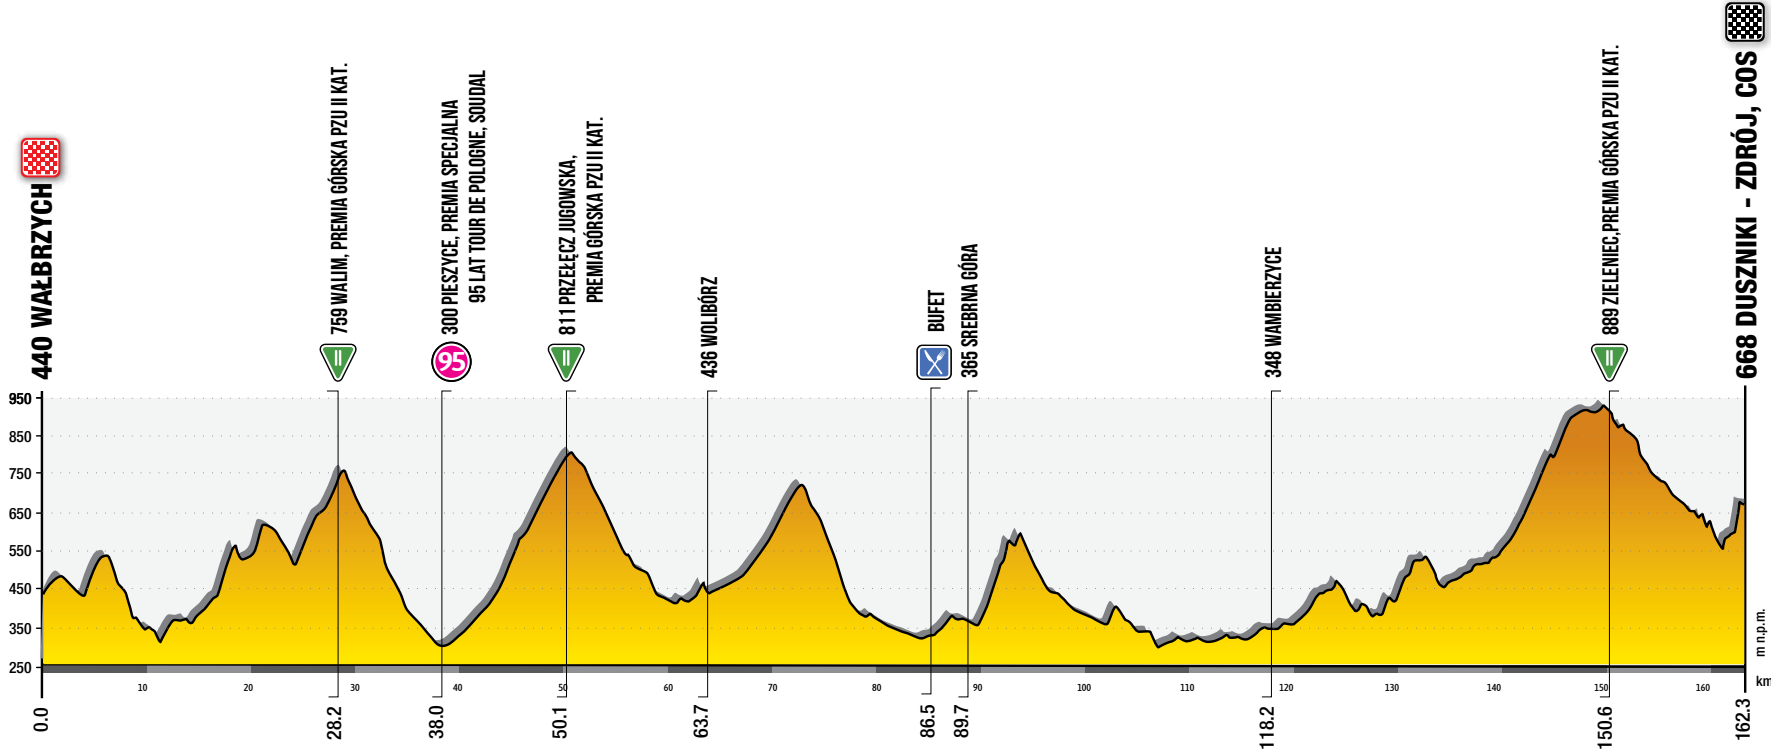 440 WAŁBRZYCH
759 WALIM, PREMIA GÓRSKA PZU II KAT.
II
300 PIESZYCE, PREMIA SPECJALNA
95 LAT TOUR DE POLOGNE, SOUDAL
95
811 PRZEŁĘCZ JUGOWSKA,
PREMIA GÓRSKA PZU II KAT.
II
436 WOLIBÓRZ
BUFET
365 SREBRNA GÓRA
348 WAMBIERZYCE
889 ZIELENIEC,PREMIA GÓRSKA PZU II KAT.
II
668 DUSZNIKI - ZDRÓJ, COS
950
850
750
650
550
450
350
250
m n.p.m.
10 20 30 40 50 60 70 80 90 100 110 120 130 140 150 160 km
0.0 28.2 38.0 50.1 63.7 86.5 89.7 118.2 150.6 162.3